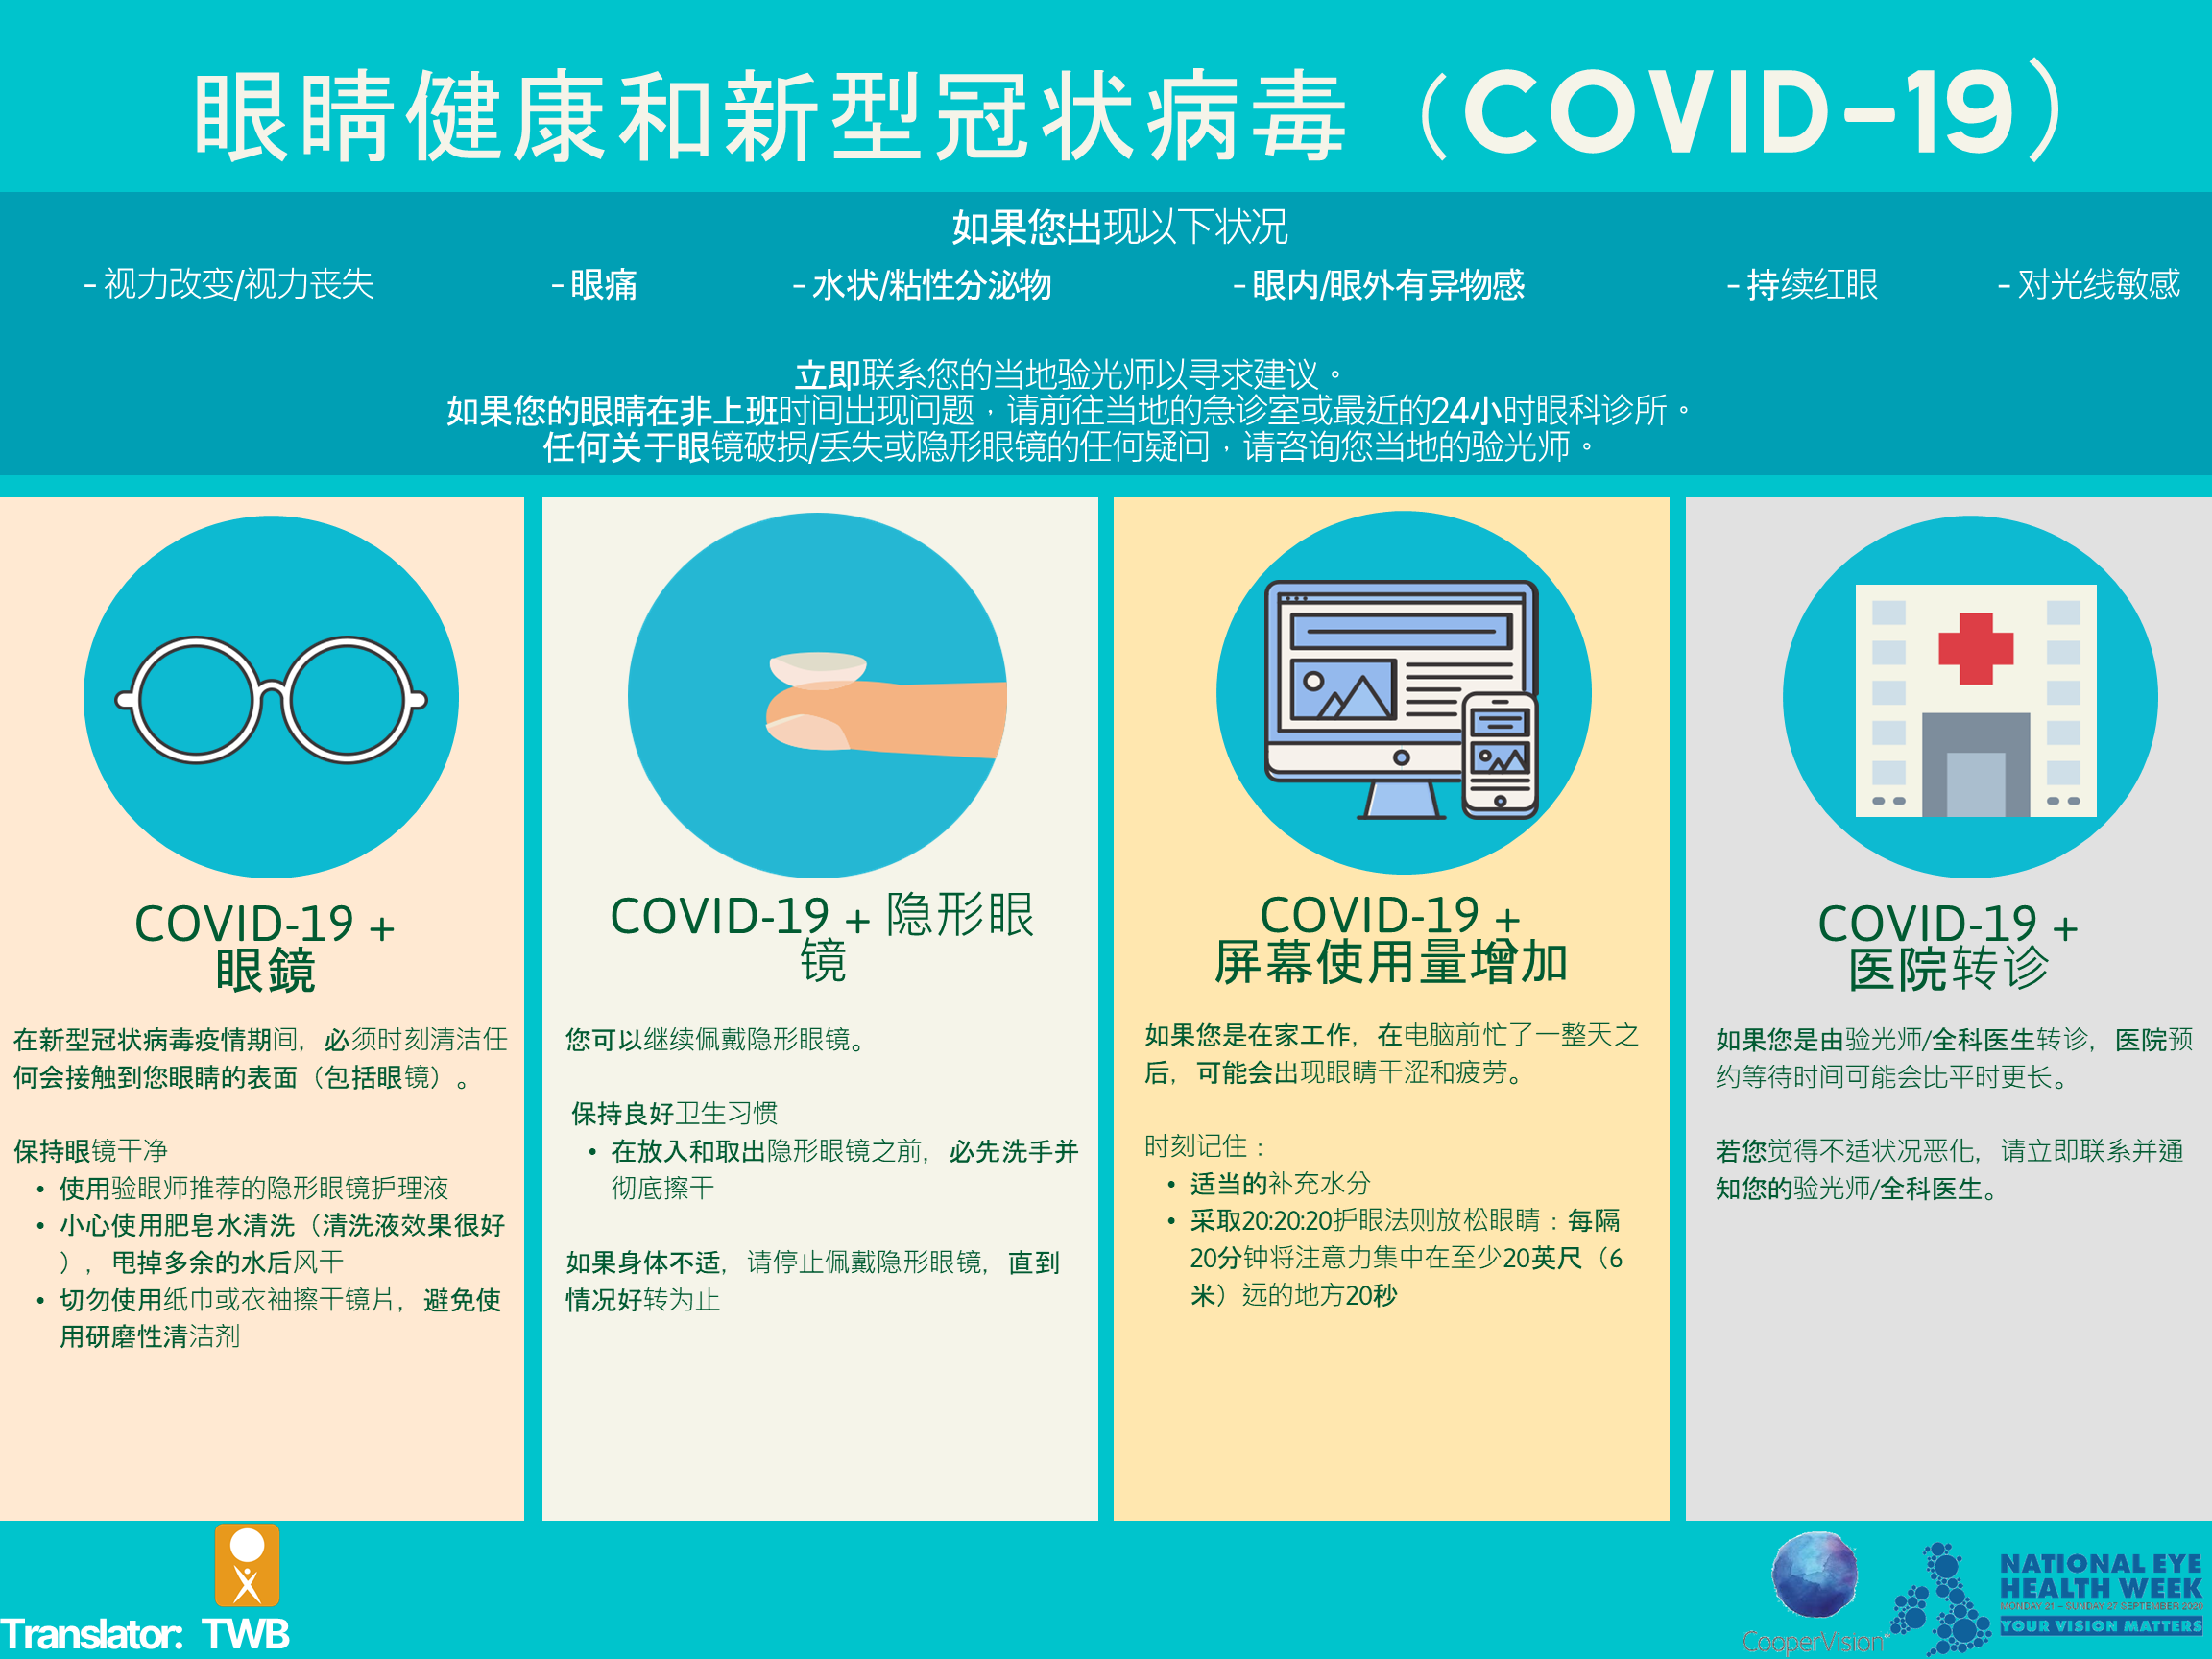 眼睛健康和新型冠状病毒（COVID-19）
如果您出现以下状况
- 视力改变/视力丧失 - 眼痛 - 水状/粘性分泌物 - 眼内/眼外有异物感 - 持续红眼 - 对光线敏感
立即联系您的当地验光师以寻求建议。
如果您的眼睛在非上班时间出现问题，请前往当地的急诊室或最近的24小时眼科诊所。
任何关于眼镜破损/丢失或隐形眼镜的任何疑问，请咨询您当地的验光师。
COVID-19 +
眼鏡
在新型冠状病毒疫情期间，必须时刻清洁任
何会接触到您眼睛的表面（包括眼镜）。
保持眼镜干净
• 使用验眼师推荐的隐形眼镜护理液
• 小心使用肥皂水清洗（清洗液效果很好
），甩掉多余的水后风干
• 切勿使用纸巾或衣袖擦干镜片，避免使
用研磨性清洁剂
COVID-19 + 隐形眼
镜
您可以继续佩戴隐形眼镜。
保持良好卫生习惯
• 在放入和取出隐形眼镜之前，必先洗手并
彻底擦干
如果身体不适，请停止佩戴隐形眼镜，直到
情况好转为止
COVID-19 +
屏幕使用量增加
如果您是在家工作，在电脑前忙了一整天之
后，可能会出现眼睛干涩和疲劳。
时刻记住：
• 适当的补充水分
• 采取20:20:20护眼法则放松眼睛：每隔
20分钟将注意力集中在至少20英尺（6
米）远的地方20秒
COVID-19 +
医院转诊
如果您是由验光师/全科医生转诊，医院预
约等待时间可能会比平时更长。
若您觉得不适状况恶化，请立即联系并通
知您的验光师/全科医生。
Translator: TWB
CooperVision
NATIONAL EYE
HEALTH WEEK
MONDAY 21 – SUNDAY 27 SEPTEMBER 2020
YOUR VISION MATTERS